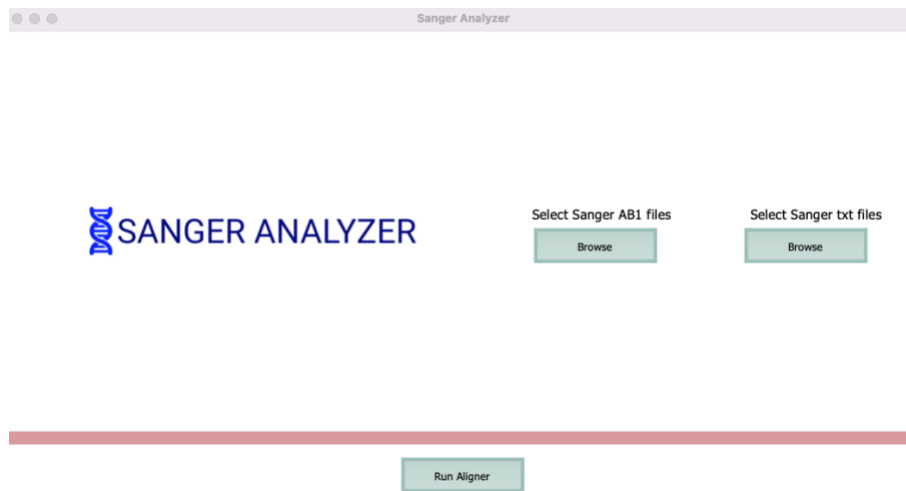 Sanger Analyzer
SANGER ANALYZER
Select Sanger AB1 files
Browse
Select Sanger txt files
Browse
Run Aligner